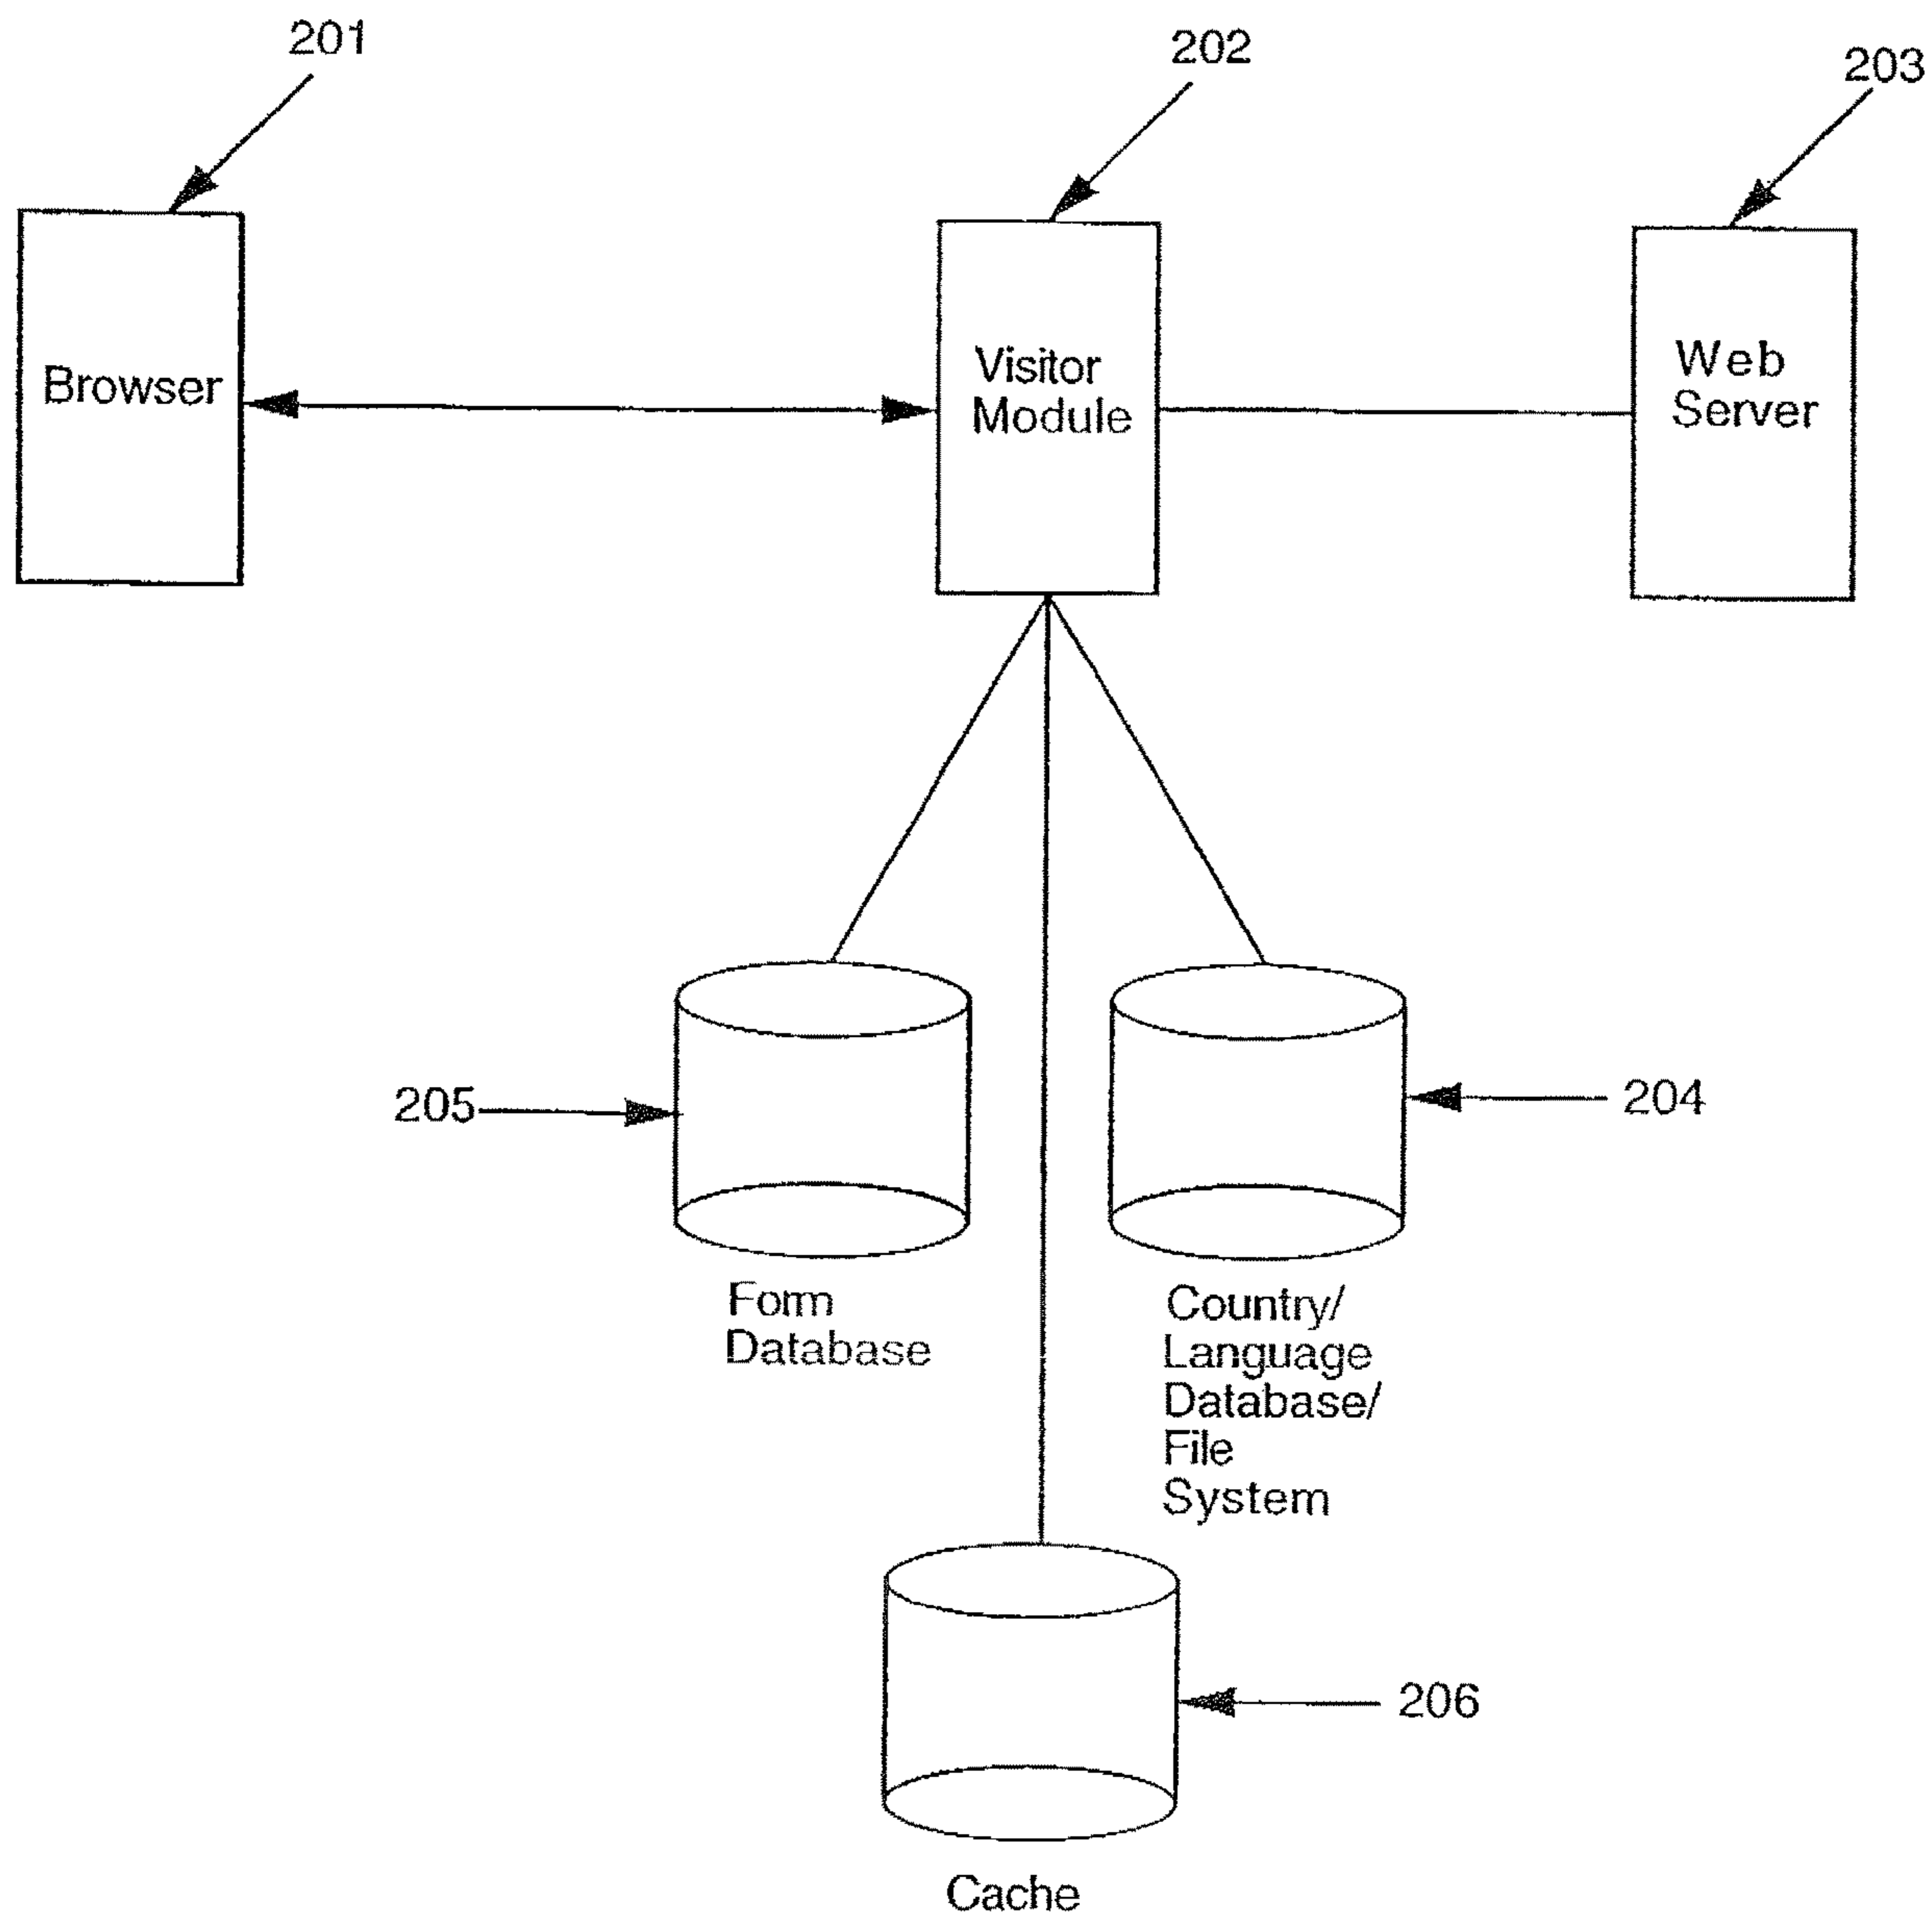 201
202
203
Browser
Visitor
Module
Web
Server
205
204
Form
Database
Country/
Language
Database/
File
System
206
Cache